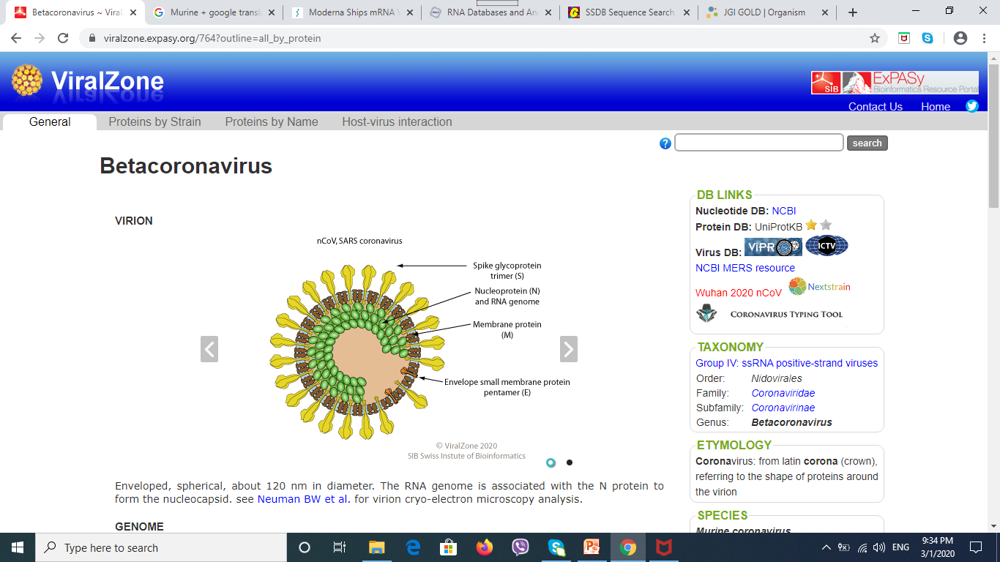 Betacoronavirus ~ Viral
Murine + google transla
Moderna Ships mRNA V
RNA Databases and An
SSDB Sequence Search
JGI GOLD | Organism
viralzone.expasy.org/764?outline=all_by_protein
ViralZone
SIB
ExPASy
Bioinformatics Resource Portal
Contact Us
Home
General
Proteins by Strain
Proteins by Name
Host-virus interaction
?
search
Betacoronavirus
VIRION
nCoV, SARS coronavirus
Spike glycoprotein
trimer (S)
Nucleoprotein (N)
and RNA genome
Membrane protein
(M)
Envelope small membrane protein
pentamer (E)
© ViralZone 2020
SIB Swiss Instute of Bioinformatics
Enveloped, spherical, about 120 nm in diameter. The RNA genome is associated with the N protein to
form the nucleocapsid. see Neuman BW et al. for virion cryo-electron microscopy analysis.
GENOME
DB LINKS
Nucleotide DB: NCBI
Protein DB: UniProtKB
Virus DB: ViPR ICTV
NCBI MERS resource
Wuhan 2020 nCoV Nextstrain
CORONAVIRUS TYPING TOOL
TAXONOMY
Group IV: ssRNA positive-strand viruses
Order: Nidovirales
Family: Coronaviridae
Subfamily: Coronavirinae
Genus: Betacoronavirus
ETYMOLOGY
Coronavirus: from latin corona (crown),
referring to the shape of proteins around
the virion
SPECIES
Murine coronavirus
Type here to search
ENG
9:34 PM
3/1/2020